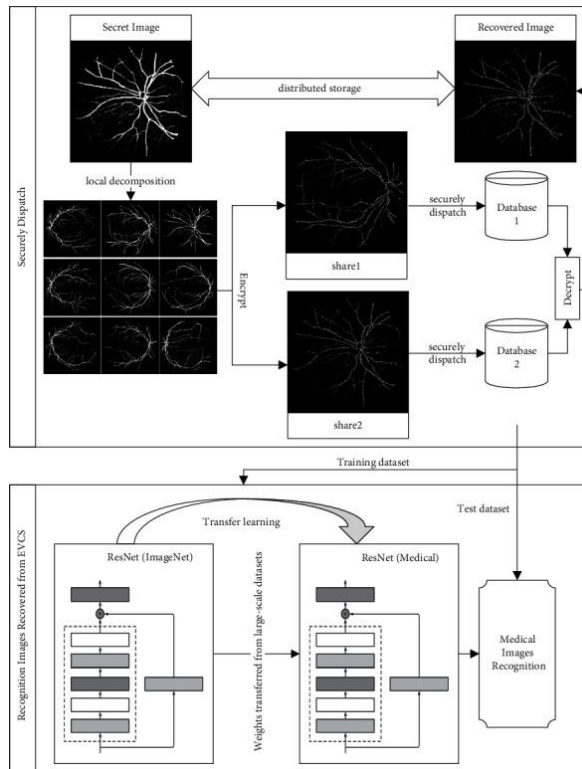 Secret Image
Recovered Image
distributed storage
local decomposition
Securely Dispatch
Encrypt
share1
securely
dispatch
Database
1
Decrypt
share2
securely
dispatch
Database
2
Training dataset
Test dataset
Transfer learning
Recognition Images Recovered from EVCS
ResNet (ImageNet)
Weights transferred from large-scale datasets
ResNet (Medical)
Medical
Images
Recognition